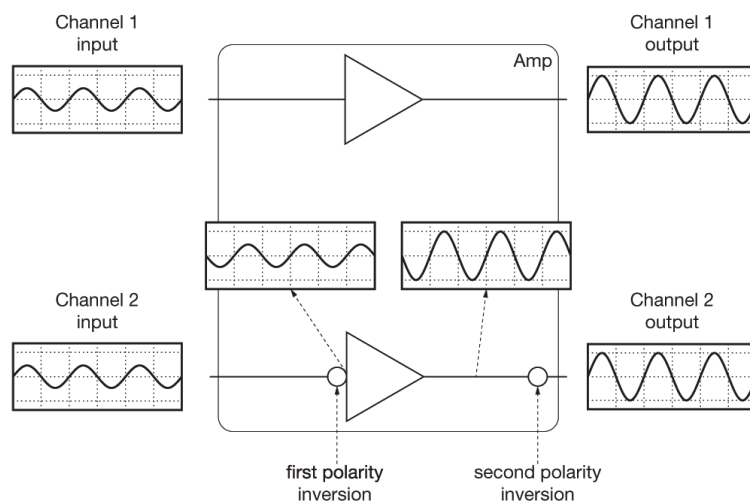 Channel 1
input
Amp
Channel 1
output
Channel 2
input
Channel 2
output
first polarity
inversion
second polarity
inversion